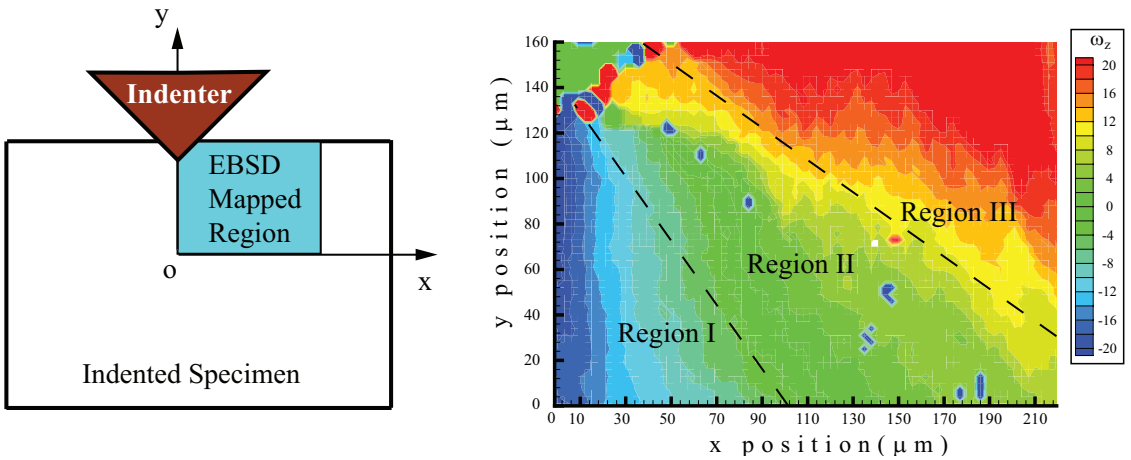 y
Indenter
EBSD
Mapped
Region
o
x
Indented Specimen
y position (μm)
160
140
120
100
80
60
40
20
0
Region I
Region II
Region III
0 10 30 50 70 90 110 130 150 170 190 210
x position(μm)
ω_z
20
16
12
8
4
0
-4
-8
-12
-16
-20